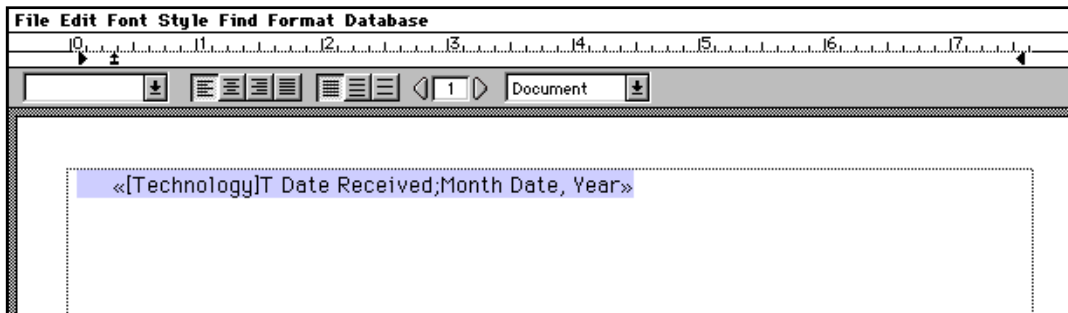 File Edit Font Style Find Format Database
0 1 2 3 4 5 6 7
1 Document
«[Technology]T Date Received;Month Date, Year»